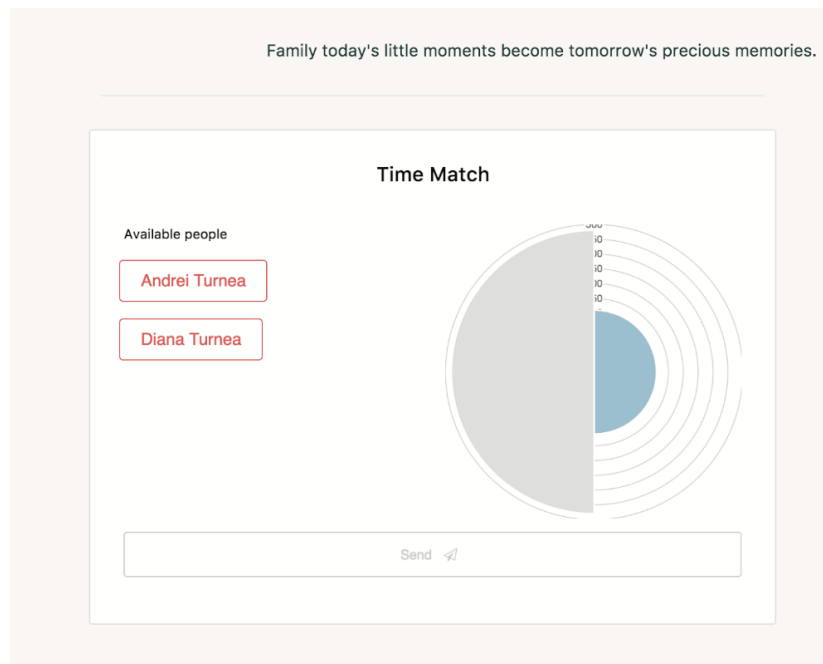 Family today's little moments become tomorrow's precious memories.
Time Match
Available people
Andrei Turnea
Diana Turnea
Send